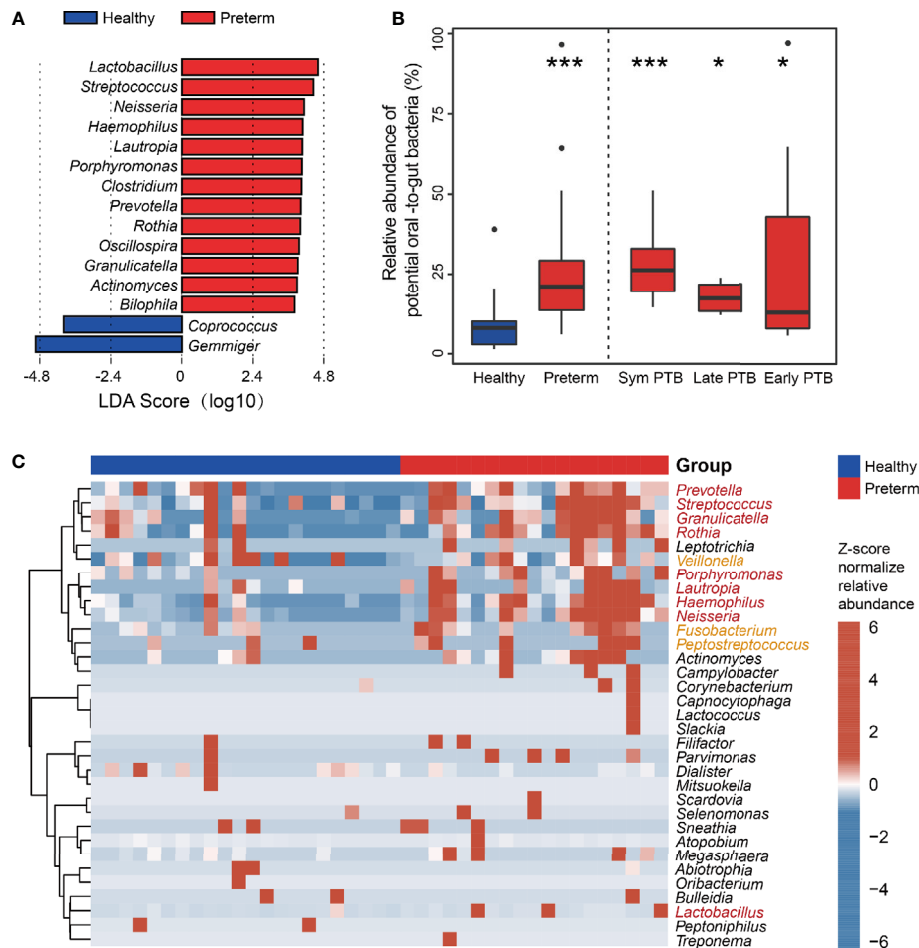 A
Healthy
Preterm
Lactobacillus
Streptococcus
Neisseria
Haemophilus
Lautropia
Porphyromonas
Clostridium
Prevotella
Rothia
Oscillospira
Granulicatella
Actinomyces
Bilophila
Coprococcus
Gemmiger
-4.8 -2.4 0 2.4 4.8
LDA Score (log10)
B
Relative abundance of
potential oral -to-gut bacteria (%)
100
75
50
25
0
*** *** * *
Healthy Preterm Sym PTB Late PTB Early PTB
C
Group
Prevotella
Streptococcus
Granulicatella
Rothia
Leptotrichia
Veillonella
Porphyromonas
Lautropia
Haemophilus
Neisseria
Fusobacterium
Peptostreptococcus
Actinomyces
Campylobacter
Corynebacterium
Capnocytophaga
Lactococcus
Slackia
Filifactor
Parvimonas
Dialister
Mitsuokella
Scardovia
Selenomonas
Sneathia
Atopobium
Megasphaera
Abiotrophia
Oribacterium
Bulleidia
Lactobacillus
Peptoniphilus
Treponema
Healthy
Preterm
Z-score
normalize
relative
abundance
6
4
2
0
−2
−4
−6